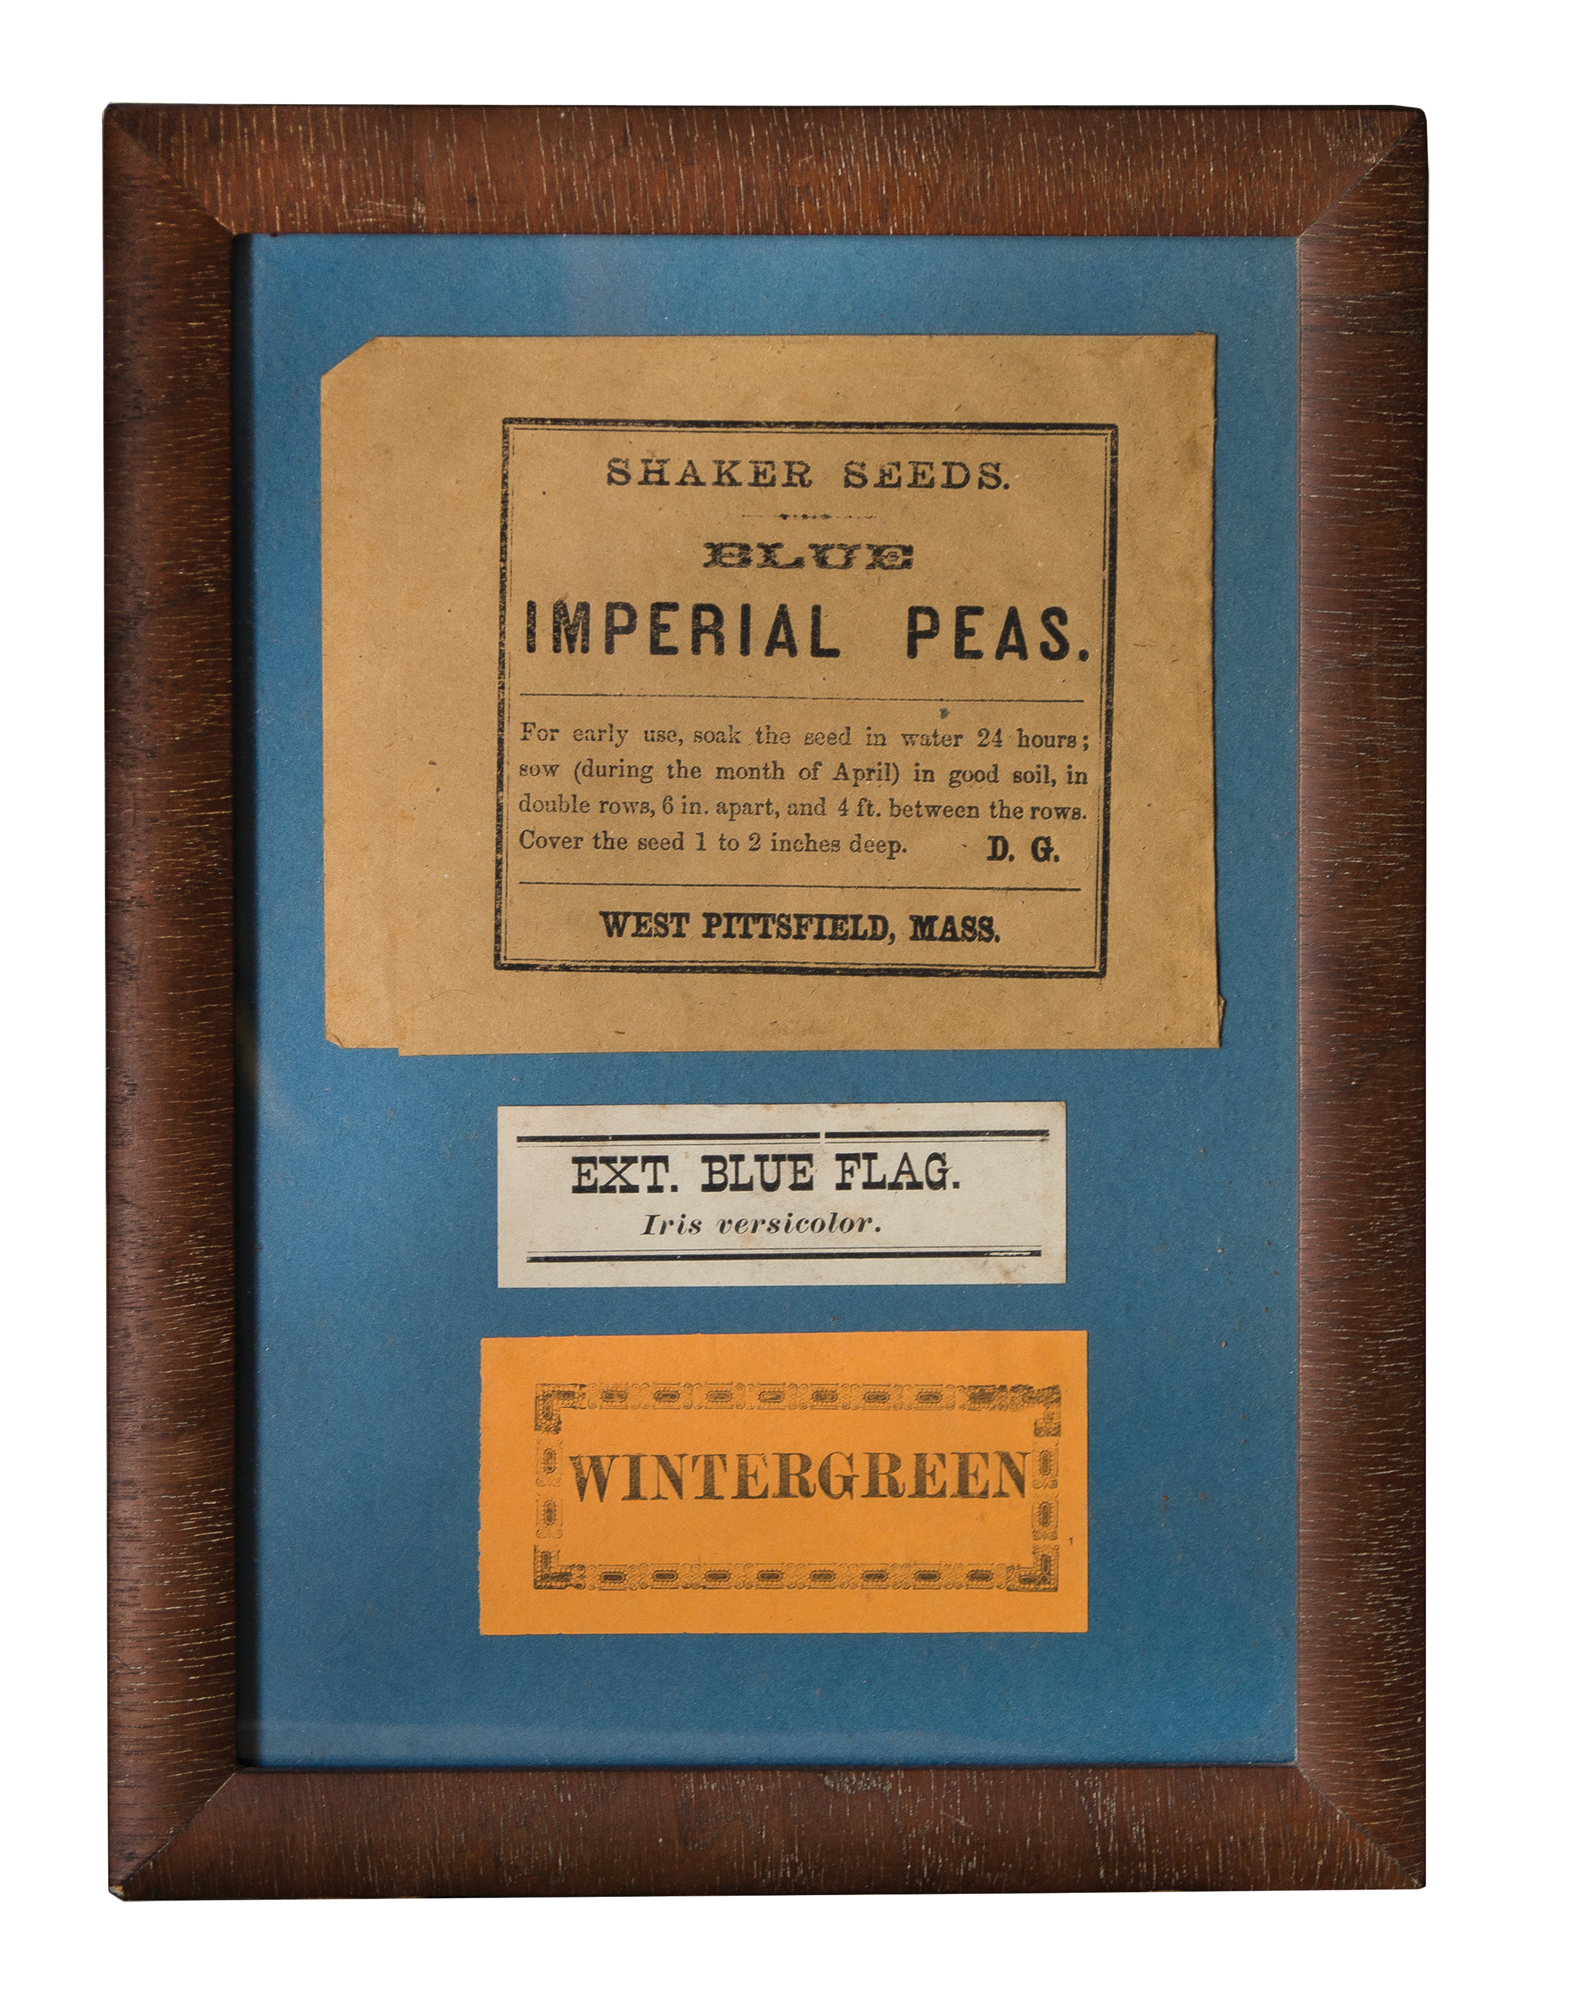 SHAKER SEEDS.
BLUE
IMPERIAL PEAS.
For early use, soak the seed in water 24 hours;
sow (during the month of April) in good soil, in
double rows, 6 in. apart, and 4 ft. between the rows.
Cover the seed 1 to 2 inches deep. D. G.
WEST PITTSFIELD, MASS.
EXT. BLUE FLAG.
Iris versicolor.
WINTERGREEN